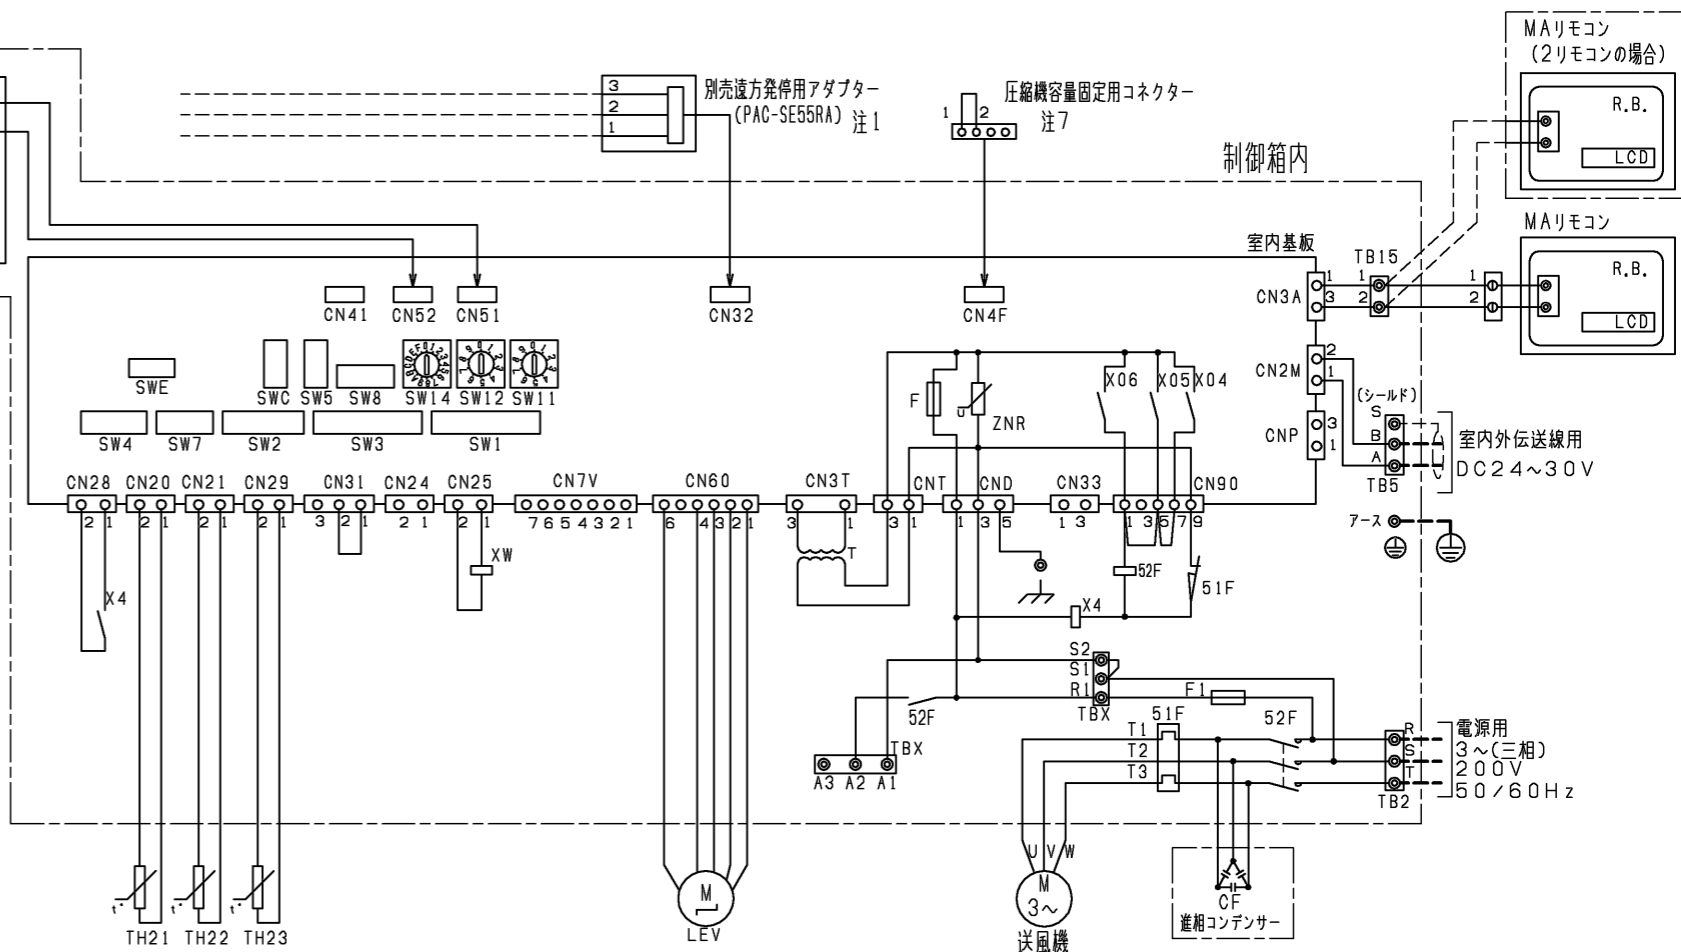 MAリモコン
(2リモコンの場合)
R.B.
LCD
3
2
1
別売遠方発停用アダプター
(PAC-SE55RA) 注1
1 2
圧縮機容量固定用コネクター
注7
制御箱内
MAリモコン
R.B.
LCD
室内基板
TB15
CN3A
1
3
1
2
1
2
CN41 CN52 CN51 CN32 CN4F
CN2M
2
1
SWE SWC SW5 SW8 SW14 SW12 SW11
F
u
ZNR
X06 X05 X04
(シールド)
S
B
A
TB5
室内外伝送線用
DC24~30V
CNP
3
1
SW4 SW7 SW2 SW3 SW1
CN28 CN20 CN21 CN29 CN31 CN24 CN25 CN7V CN60 CN3T CNT CND CN33 CN90
2 1 2 1 2 1 2 1 3 2 1 2 1 2 1 7 6 5 4 3 2 1 6 4 3 2 1 3 1 3 1 1 3 5 1 3 1 3 5 7 9
アース
XW
T
52F
51F
X4
X4
S2
S1
R1
TBX
F1
52F
TBX
A3 A2 A1
51F
52F
T1
T2
T3
R
S
T
TB2
電源用
3~(三相)
200V
50/60Hz
U V W
M
LEV
M
3~
送風機
CF
進相コンデンサー
t°
t°
t°
TH21 TH22 TH23